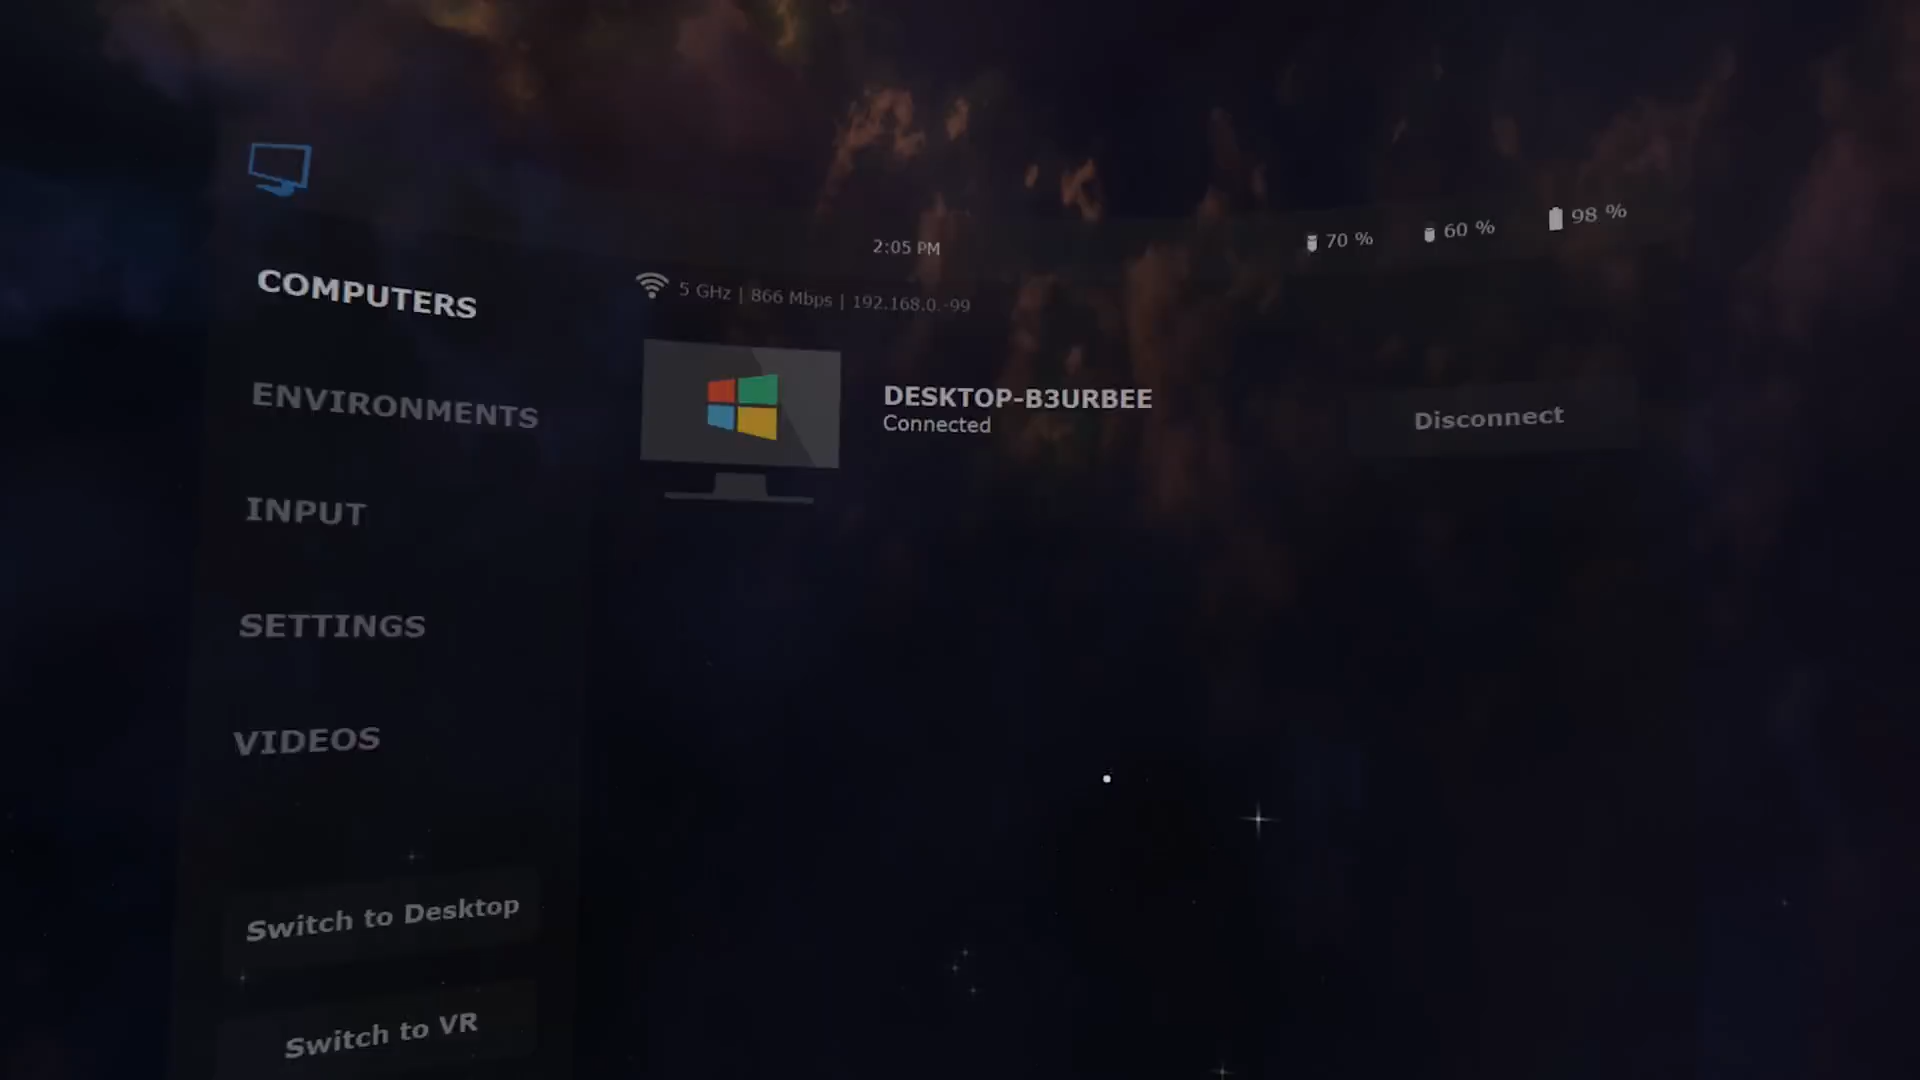 2:05 PM
70 %
60 %
98 %
5 GHz | 866 Mbps | 192.168.0.-99
COMPUTERS
ENVIRONMENTS
INPUT
SETTINGS
VIDEOS
DESKTOP-B3URBEE
Connected
Disconnect
Switch to Desktop
Switch to VR